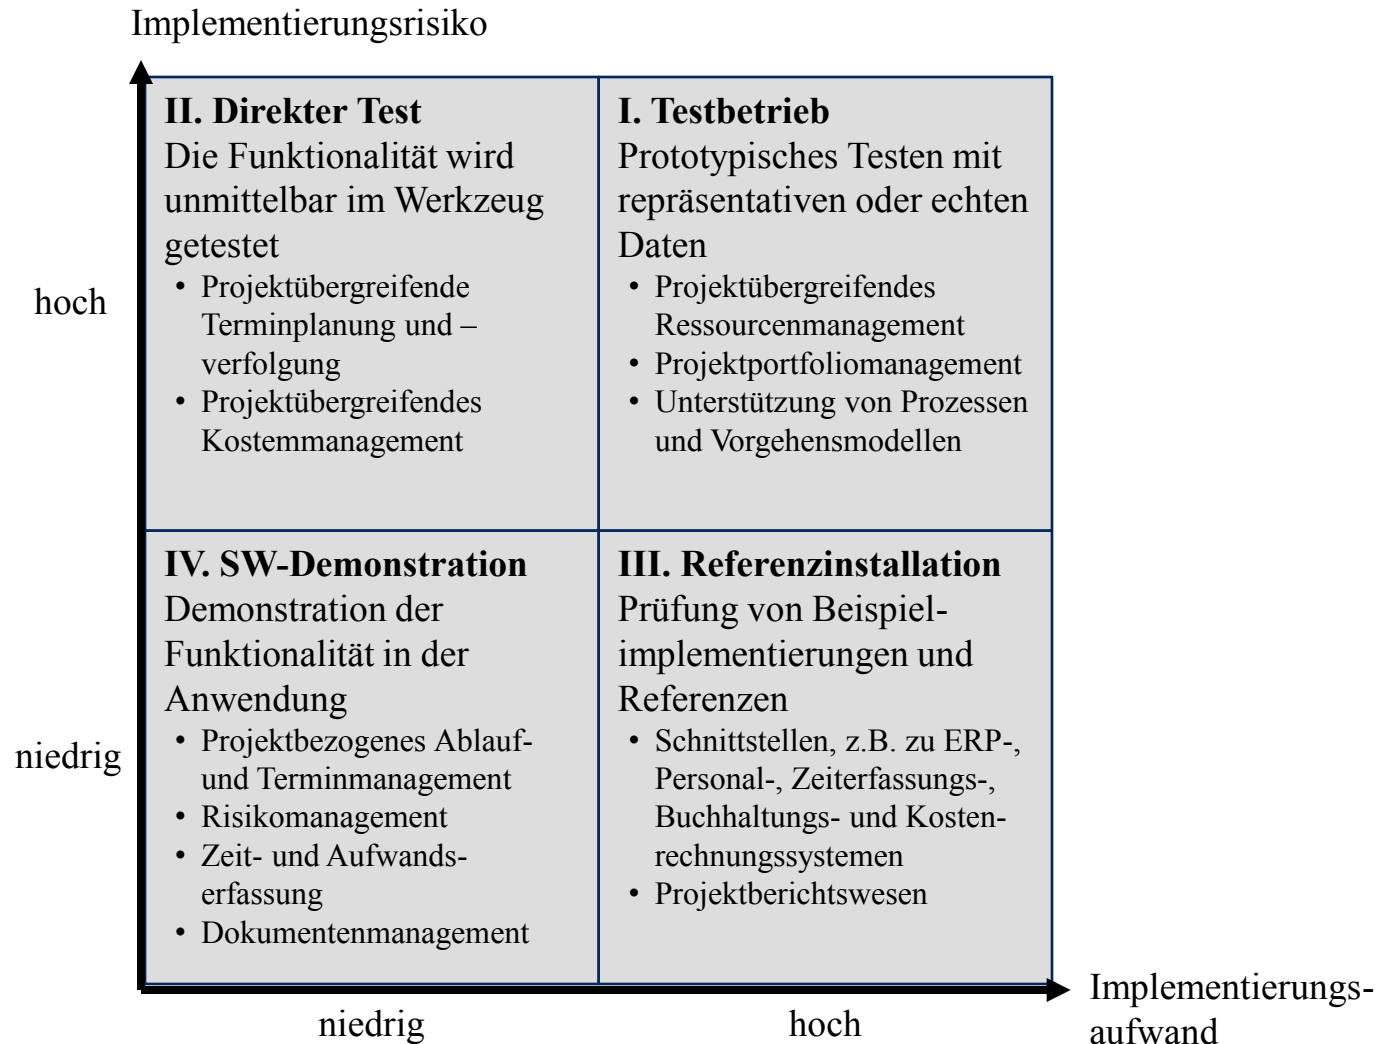 Implementierungsrisiko
II. Direkter Test
Die Funktionalität wird
unmittelbar im Werkzeug
getestet
• Projektübergreifende
Terminplanung und –
verfolgung
• Projektübergreifendes
Kostemmanagement
I. Testbetrieb
Prototypisches Testen mit
repräsentativen oder echten
Daten
• Projektübergreifendes
Ressourcenmanagement
• Projektportfoliomanagement
• Unterstützung von Prozessen
und Vorgehensmodellen
hoch
IV. SW-Demonstration
Demonstration der
Funktionalität in der
Anwendung
• Projektbezogenes Ablauf-
und Terminmanagement
• Risikomanagement
• Zeit- und Aufwands-
erfassung
• Dokumentenmanagement
III. Referenzinstallation
Prüfung von Beispiel-
implementierungen und
Referenzen
• Schnittstellen, z.B. zu ERP-,
Personal-, Zeiterfassungs-,
Buchhaltungs- und Kosten-
rechnungssystemen
• Projektberichtswesen
niedrig
niedrig
hoch
Implementierungs-
aufwand